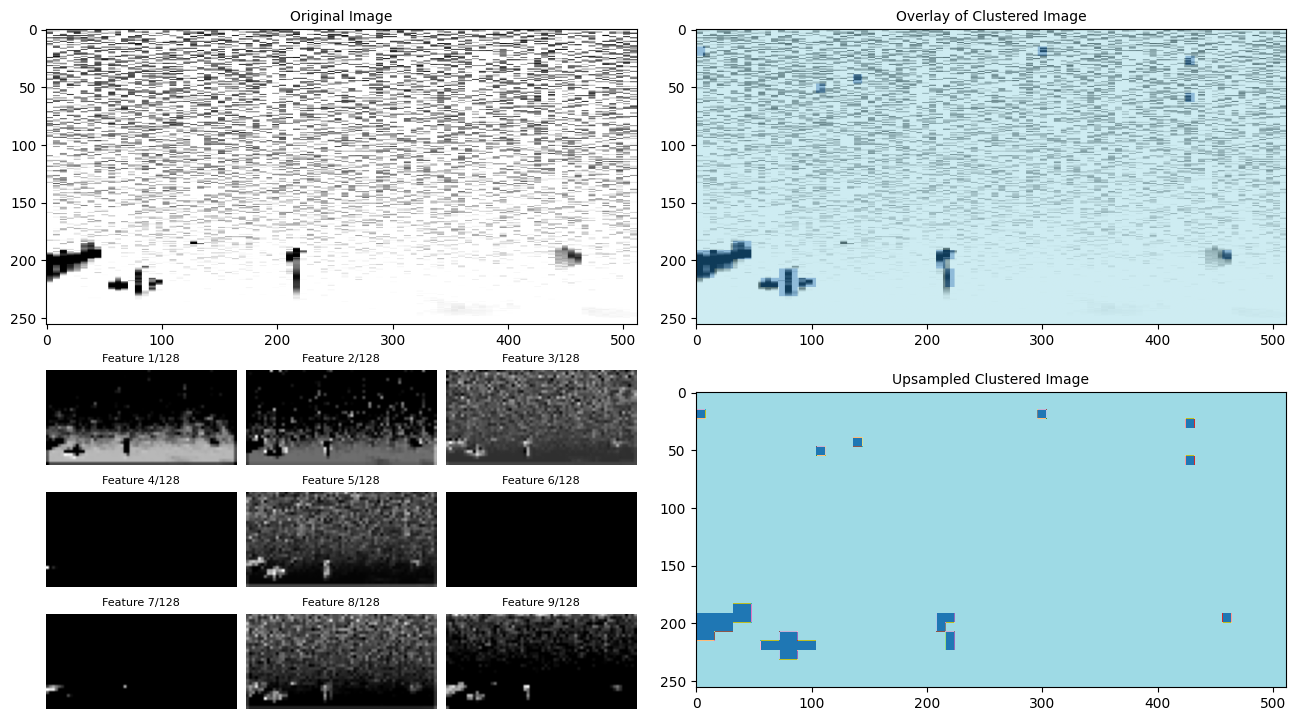 Original Image
0
50
100
150
200
250
0 100 200 300 400 500
Overlay of Clustered Image
0
50
100
150
200
250
0 100 200 300 400 500
Feature 1/128 Feature 2/128 Feature 3/128
Feature 4/128 Feature 5/128 Feature 6/128
Feature 7/128 Feature 8/128 Feature 9/128
Upsampled Clustered Image
0
50
100
150
200
250
0 100 200 300 400 500